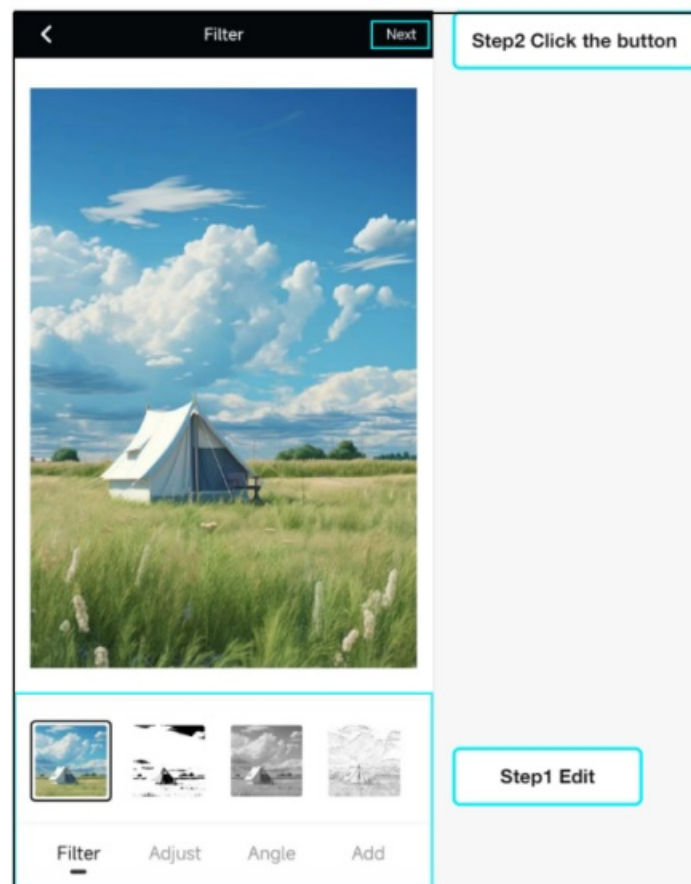 Filter
Next
Step2 Click the button
Step1 Edit
Filter
Adjust
Angle
Add